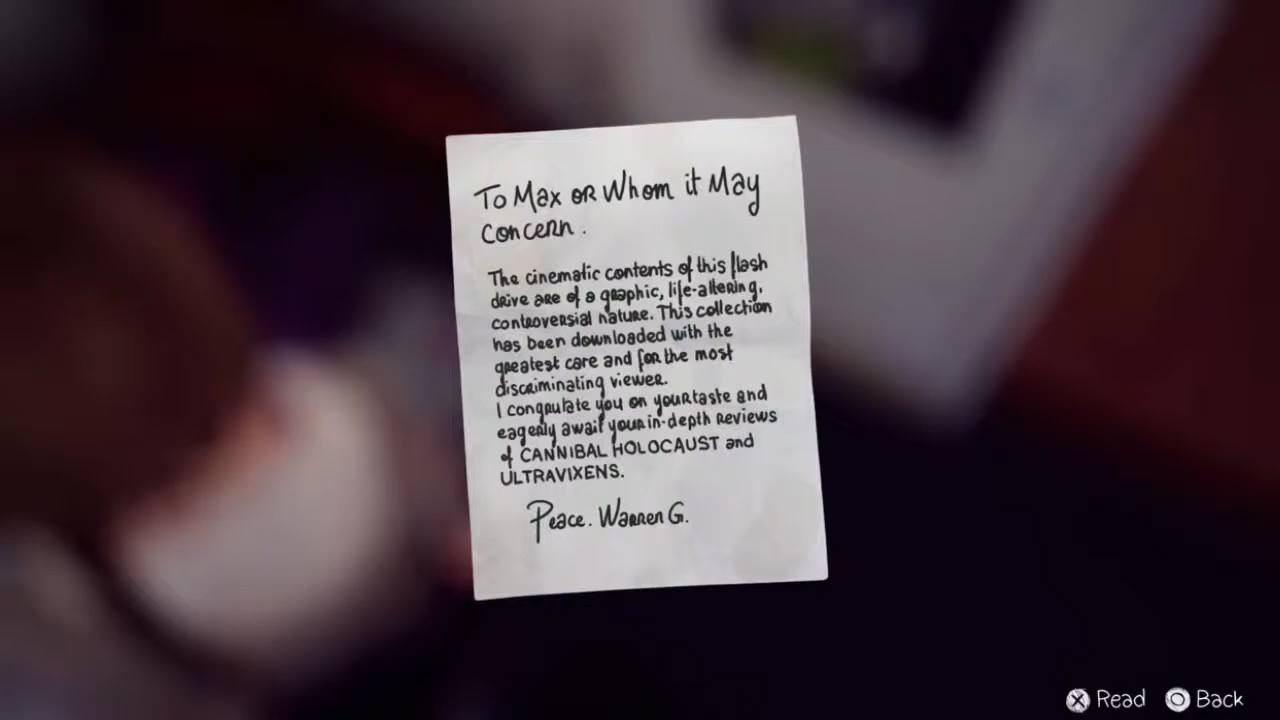 To Max or Whom it May
Concern.
The cinematic contents of this flash
drive are of a graphic, life-altering,
controversial nature. This collection
has been downloaded with the
greatest care and for the most
discriminating viewer.
I congrulate you on your taste and
eagerly await your in-depth reviews
of CANNIBAL HOLOCAUST and
ULTRAVIXENS.
Peace. Warren G.
Read Back